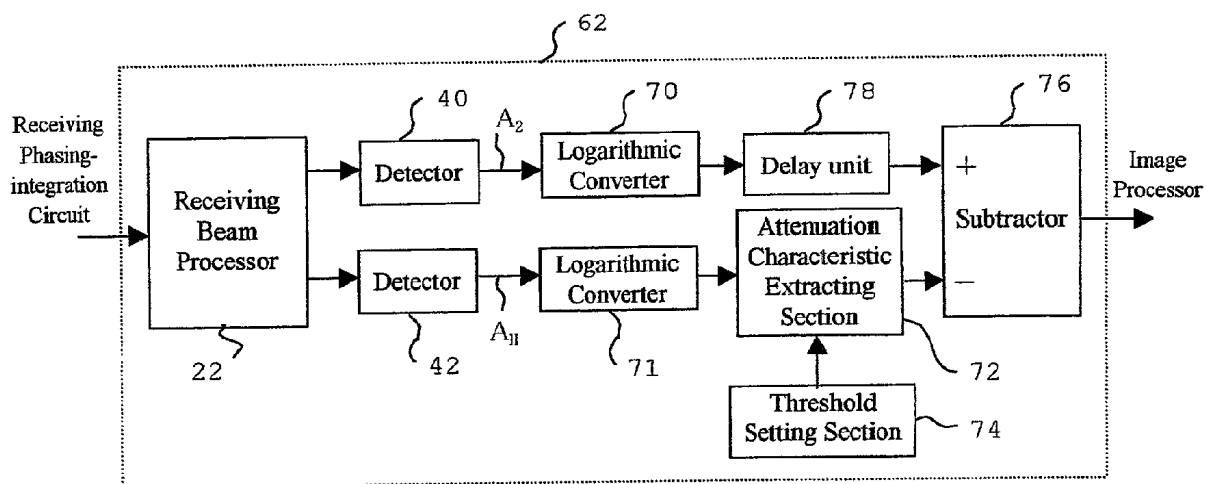 62
Receiving
Phasing-
integration
Circuit
Receiving
Beam
Processor
22
40
Detector
A2
70
Logarithmic
Converter
78
Delay unit
76
+
Subtractor
−
Image
Processor
Detector
42
A11
Logarithmic
Converter
71
Attenuation
Characteristic
Extracting
Section
72
Threshold
Setting Section
74